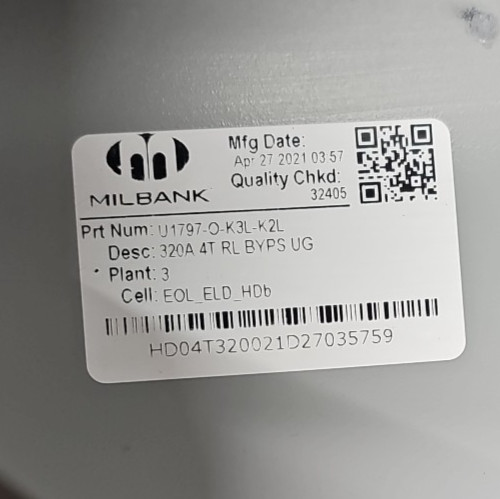 MILBANK
Mfg Date:
Apr 27 2021 03:57
Quality Chkd:
32405
Prt Num: U1797-O-K3L-K2L
Desc: 320A 4T RL BYPS UG
Plant: 3
Cell: EOL_ELD_HDb
HD04T320021D27035759